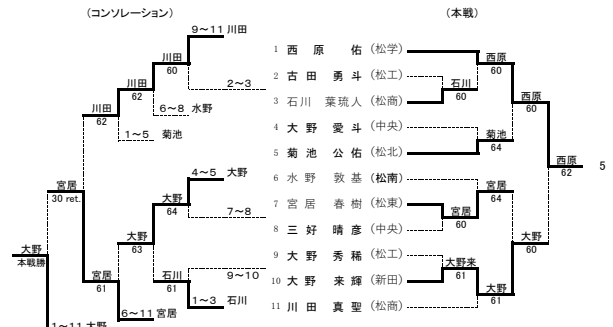 (コンソレーション)
(本戦)
9～11 川田
川田
60
2～3
川田
62
6～8 水野
川田
62
1～5 菊池
宮居
30 ret.
4～5 大野
大野
64
7～8
大野
63
大野
本戦勝
9～10
石川
61
1～3 石川
宮居
61
6～11 宮居
1～11 大野
1 西原 佑 (松学)
2 古田 勇斗 (松工)
3 石川 葉琉人 (松商)
4 大野 愛斗 (中央)
5 菊池 公佑 (松北)
6 水野 敦基 (松南)
7 宮居 春樹 (松東)
8 三好 晴彦 (中央)
9 大野 秀稀 (松工)
10 大野 来輝 (新田)
11 川田 真聖 (松商)
西原
60
石川
60
西原
60
菊池
64
西原
62
5
宮居
64
宮居
60
大野
60
大野来
61
大野
61